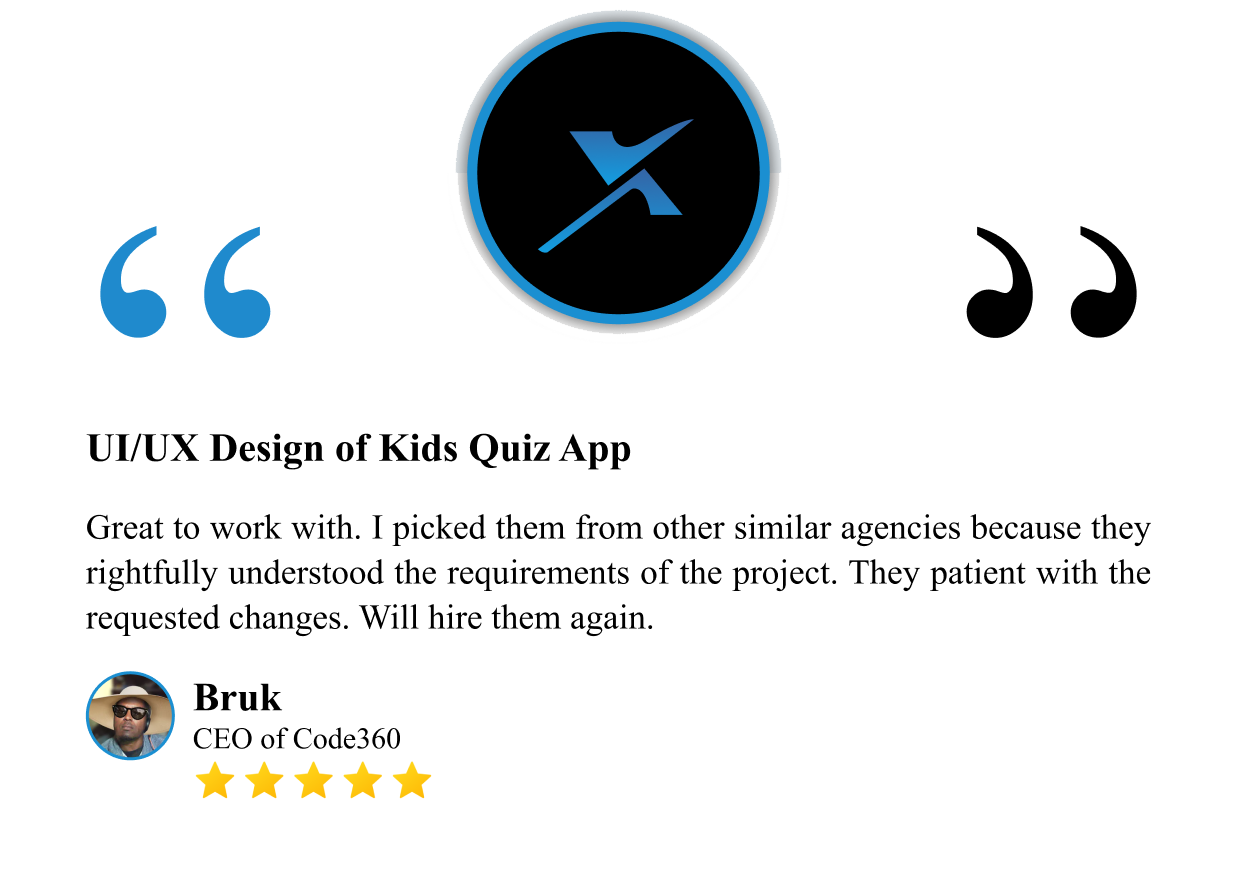 “ ”
UI/UX Design of Kids Quiz App
Great to work with. I picked them from other similar agencies because they
rightfully understood the requirements of the project. They patient with the
requested changes. Will hire them again.
Bruk
CEO of Code360